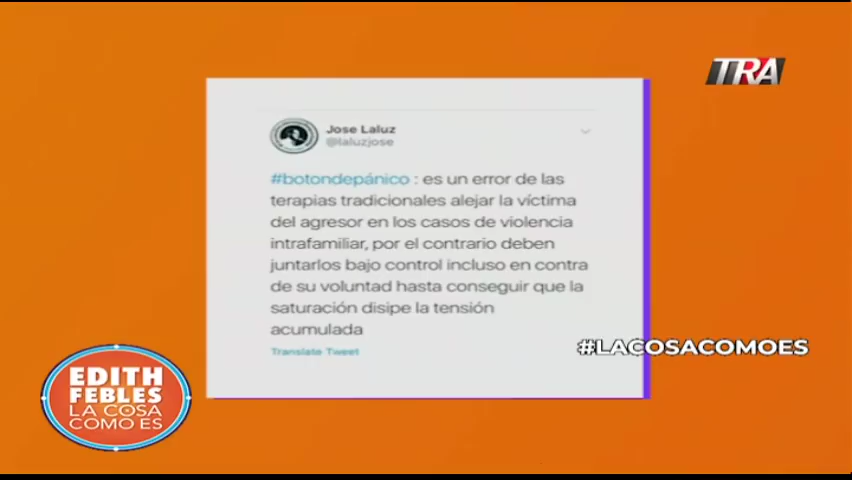 TRA
Jose Laluz
@laluzjose
#botondepánico : es un error de las
terapias tradicionales alejar la víctima
del agresor en los casos de violencia
intrafamiliar, por el contrario deben
juntarlos bajo control incluso en contra
de su voluntad hasta conseguir que la
saturación disipe la tensión
acumulada
Translate Tweet
#LACOSACOMOES
EDITH
FEBLES
LA COSA
COMO ES